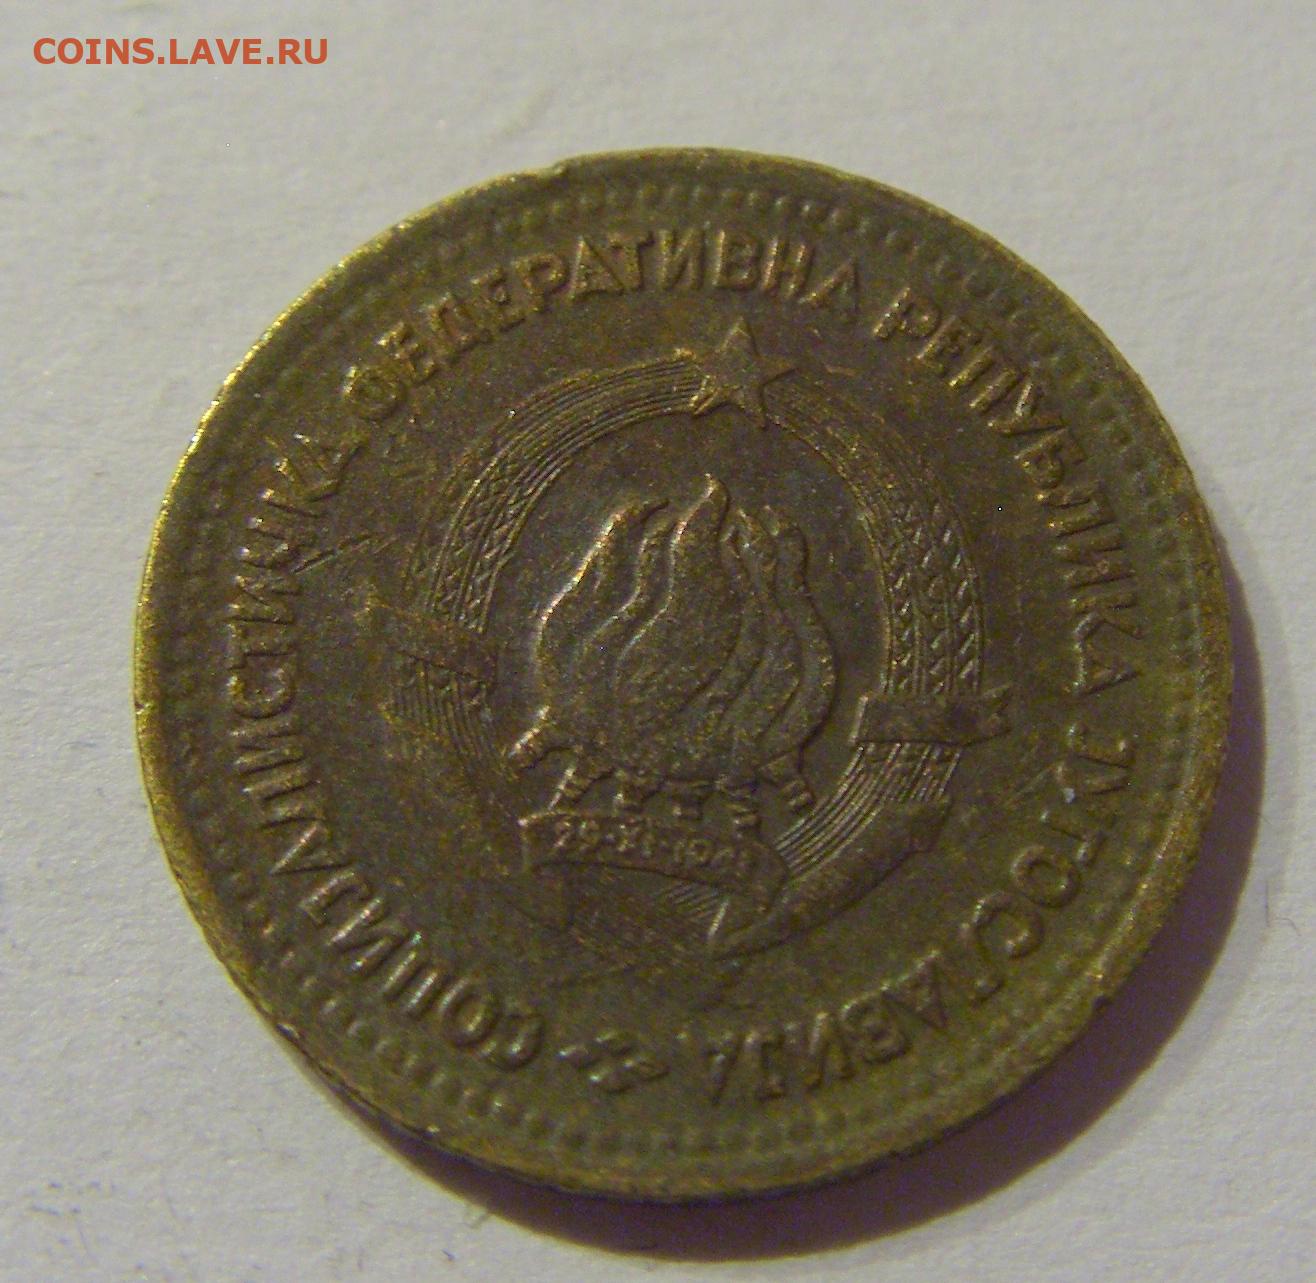 COINS.LAVE.RU
СОЦИЈАЛИСТИЧКА ФЕДЕРАТИВНА РЕПУБЛИКА ЈУГОСЛАВИЈА
29-XI-1943